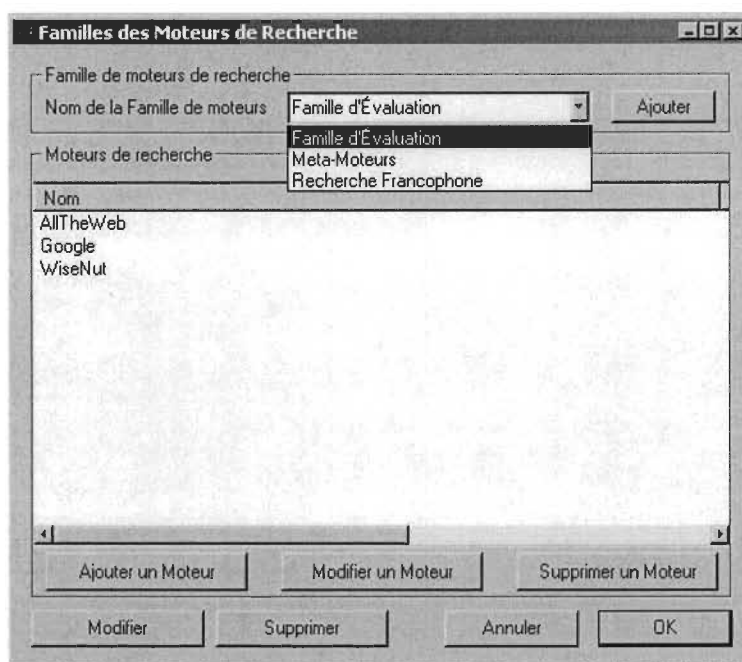 Familles des Moteurs de Recherche
Famille de moteurs de recherche
Nom de la Famille de moteurs Famille d'Évaluation Ajouter
Famille d'Évaluation
Meta-Moteurs
Recherche Francophone
Moteurs de recherche
Nom
AllTheWeb
Google
WiseNut
Ajouter un Moteur Modifier un Moteur Supprimer un Moteur
Modifier Supprimer Annuler OK